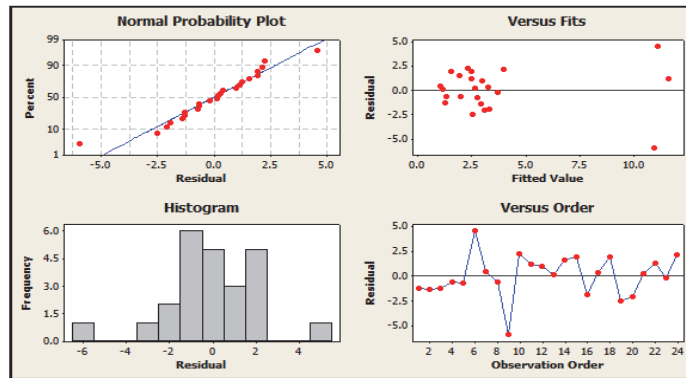 Normal Probability Plot
99
90
50
10
1
Percent
-5.0
-2.5
0.0
2.5
5.0
Residual
Versus Fits
5.0
2.5
0.0
-2.5
-5.0
Residual
0.0
2.5
5.0
7.5
10.0
Fitted Value
Histogram
6.0
4.5
3.0
1.5
0.0
Frequency
-6
-4
-2
0
2
4
Residual
Versus Order
5.0
2.5
0.0
-2.5
-5.0
Residual
2 4 6 8 10 12 14 16 18 20 22 24
Observation Order